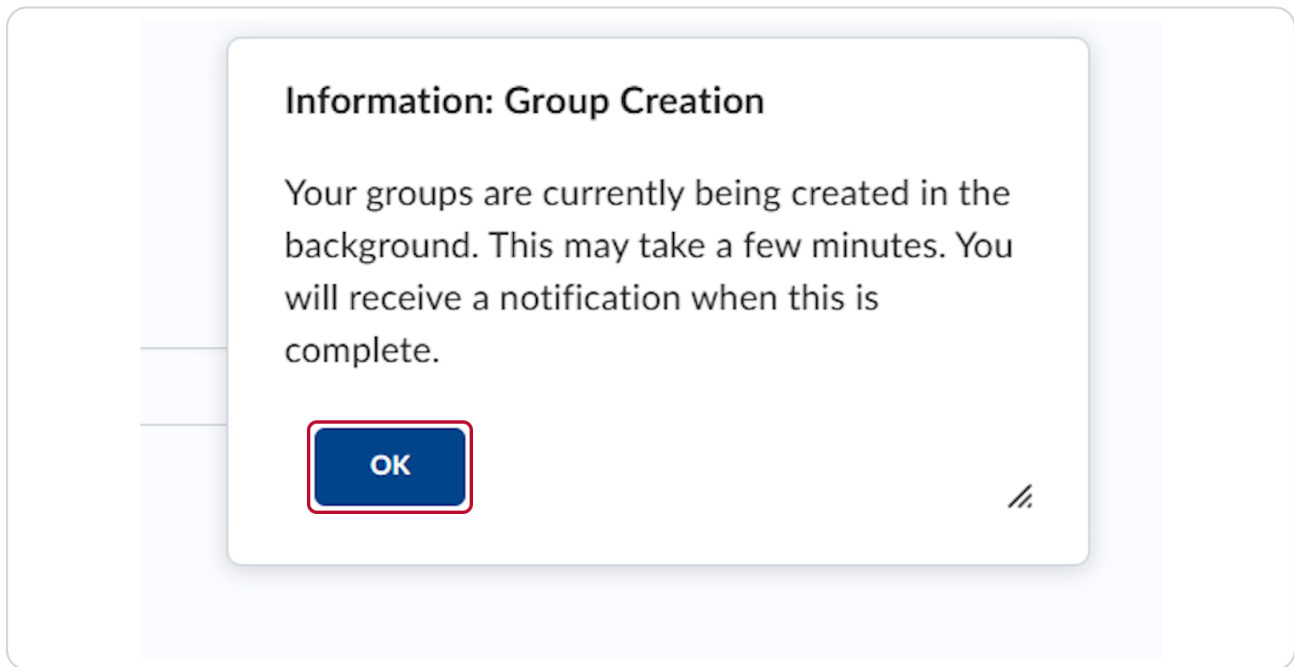 Information: Group Creation
Your groups are currently being created in the
background. This may take a few minutes. You
will receive a notification when this is
complete.
OK